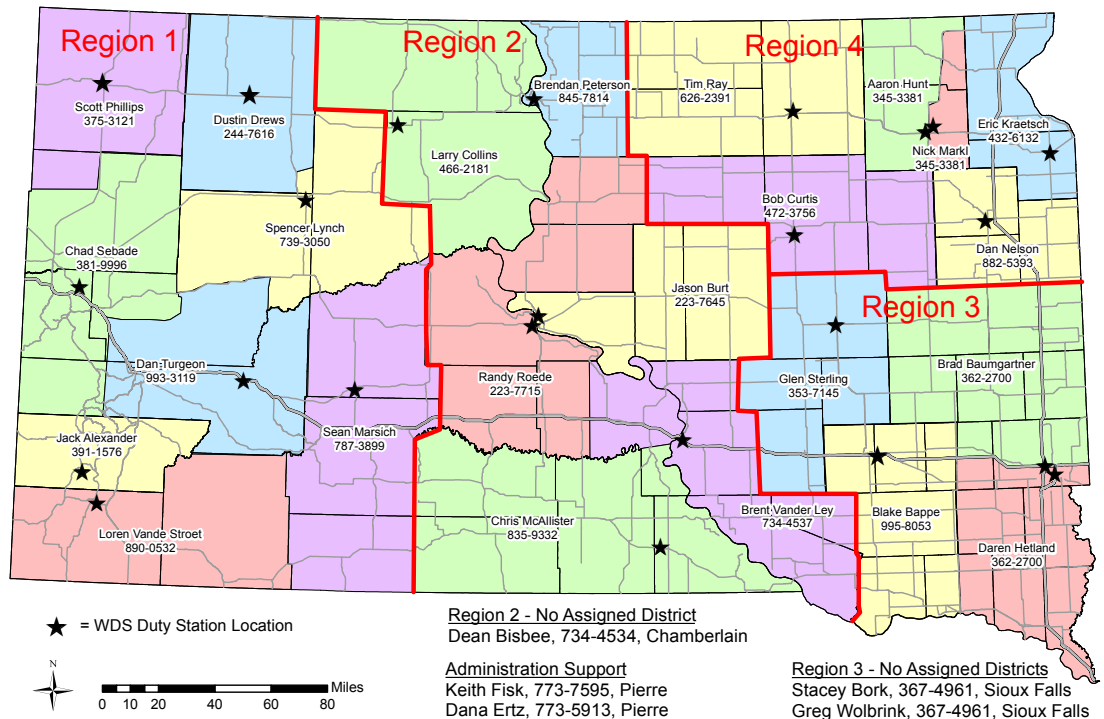 Region 1
Region 2
Region 4
Region 3
Scott Phillips
375-3121
Dustin Drews
244-7616
Brendan Peterson
845-7814
Larry Collins
466-2181
Tim Ray
626-2391
Aaron Hunt
345-3381
Nick Markl
345-3381
Eric Kraetsch
432-6132
Chad Sebade
381-9996
Spencer Lynch
739-3050
Bob Curtis
472-3756
Dan Nelson
882-5393
Jason Burt
223-7645
Dan Turgeon
993-3119
Randy Roede
223-7715
Glen Sterling
353-7145
Brad Baumgartner
362-2700
Jack Alexander
391-1576
Sean Marsich
787-3899
Loren Vande Stroet
890-0532
Chris McAllister
835-9332
Brent Vander Ley
734-4537
Blake Bappe
995-8053
Daren Hetland
362-2700
= WDS Duty Station Location
N
0 10 20 40 60 80 Miles
Region 2 - No Assigned District
Dean Bisbee, 734-4534, Chamberlain
Administration Support
Keith Fisk, 773-7595, Pierre
Dana Ertz, 773-5913, Pierre
Region 3 - No Assigned Districts
Stacey Bork, 367-4961, Sioux Falls
Greg Wolbrink, 367-4961, Sioux Falls